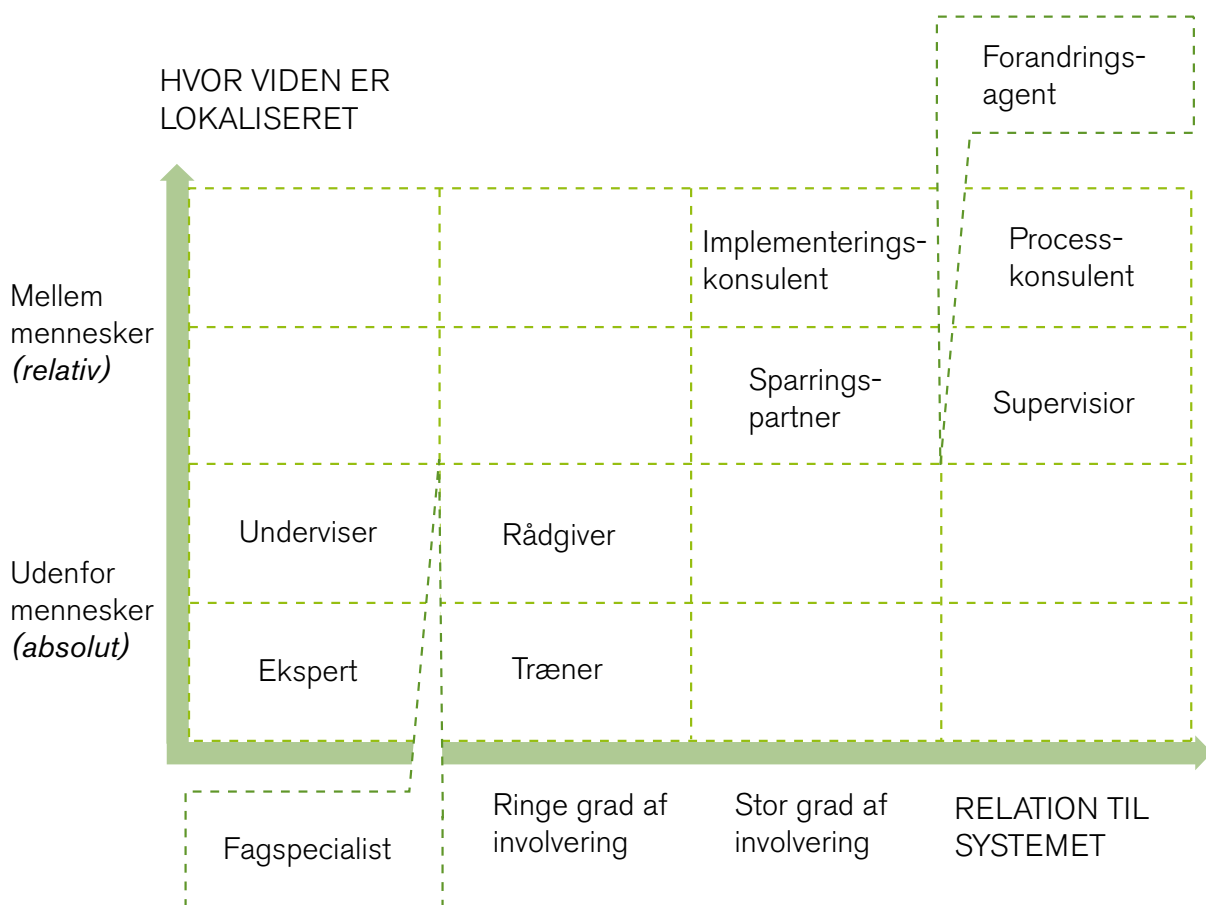 Forandrings-
agent
HVOR VIDEN ER
LOKALISERET
Mellem
mennesker
(relativ)
Implementerings-
konsulent
Process-
konsulent
Sparrings-
partner
Supervisior
Udenfor
mennesker
(absolut)
Underviser
Rådgiver
Ekspert
Træner
Fagspecialist
Ringe grad af
involvering
Stor grad af
involvering
RELATION TIL
SYSTEMET